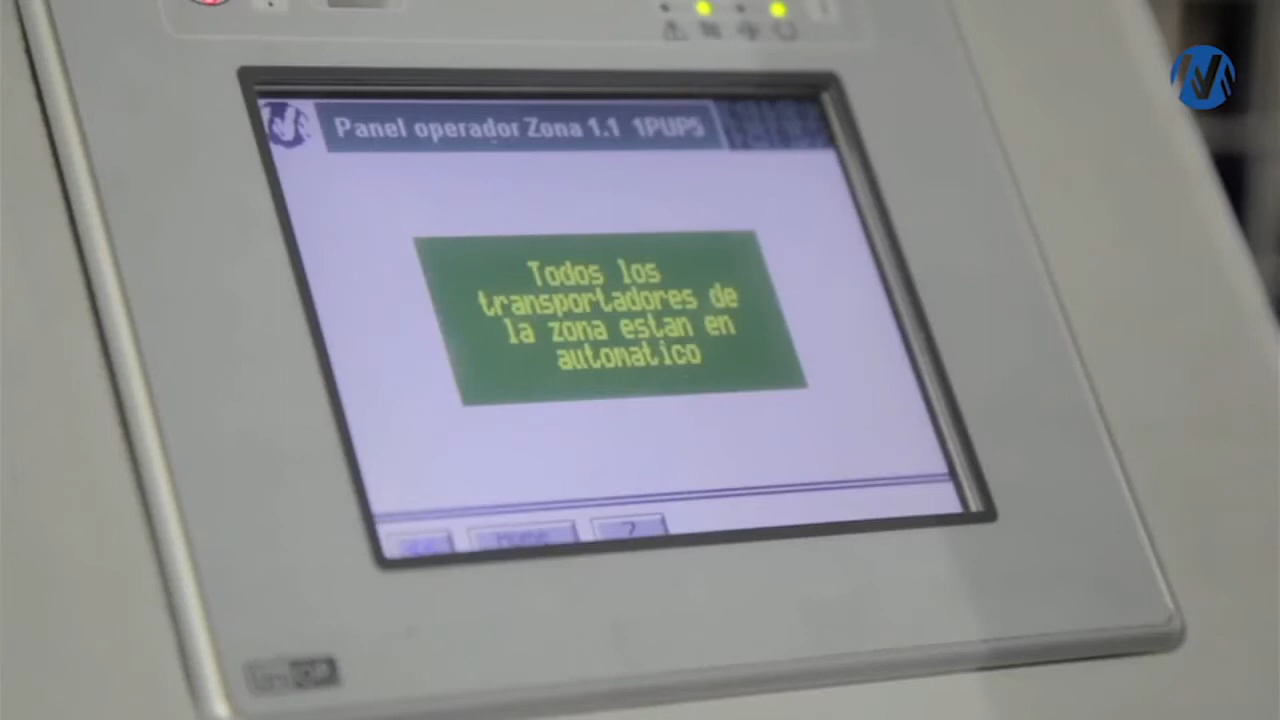 Panel operador Zona 1.1 1PUP5
Todos los
transportadores de
la zona estan en
automatico
?